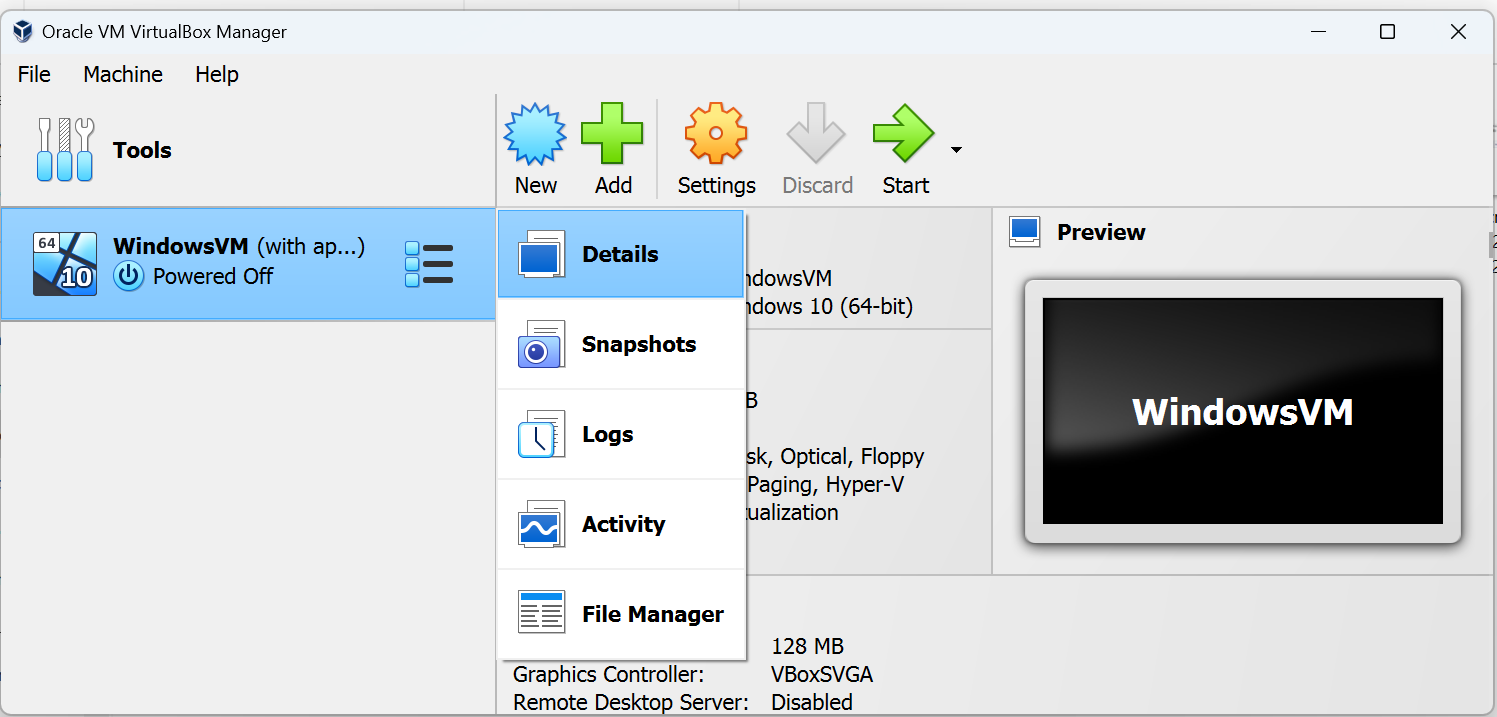 Oracle VM VirtualBox Manager
File Machine Help
Tools
New Add Settings Discard Start
64
10
WindowsVM (with ap...)
Powered Off
Details
Snapshots
Logs
Activity
File Manager
ndowsVM
ndows 10 (64-bit)
B
sk, Optical, Floppy
Paging, Hyper-V
ualization
128 MB
Graphics Controller: VBoxSVGA
Remote Desktop Server: Disabled
Preview
WindowsVM